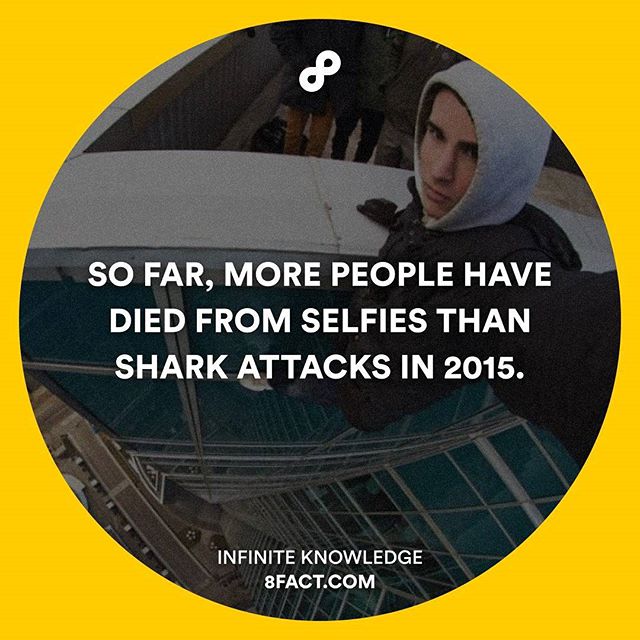 SO FAR, MORE PEOPLE HAVE
DIED FROM SELFIES THAN
SHARK ATTACKS IN 2015.
INFINITE KNOWLEDGE
8FACT.COM